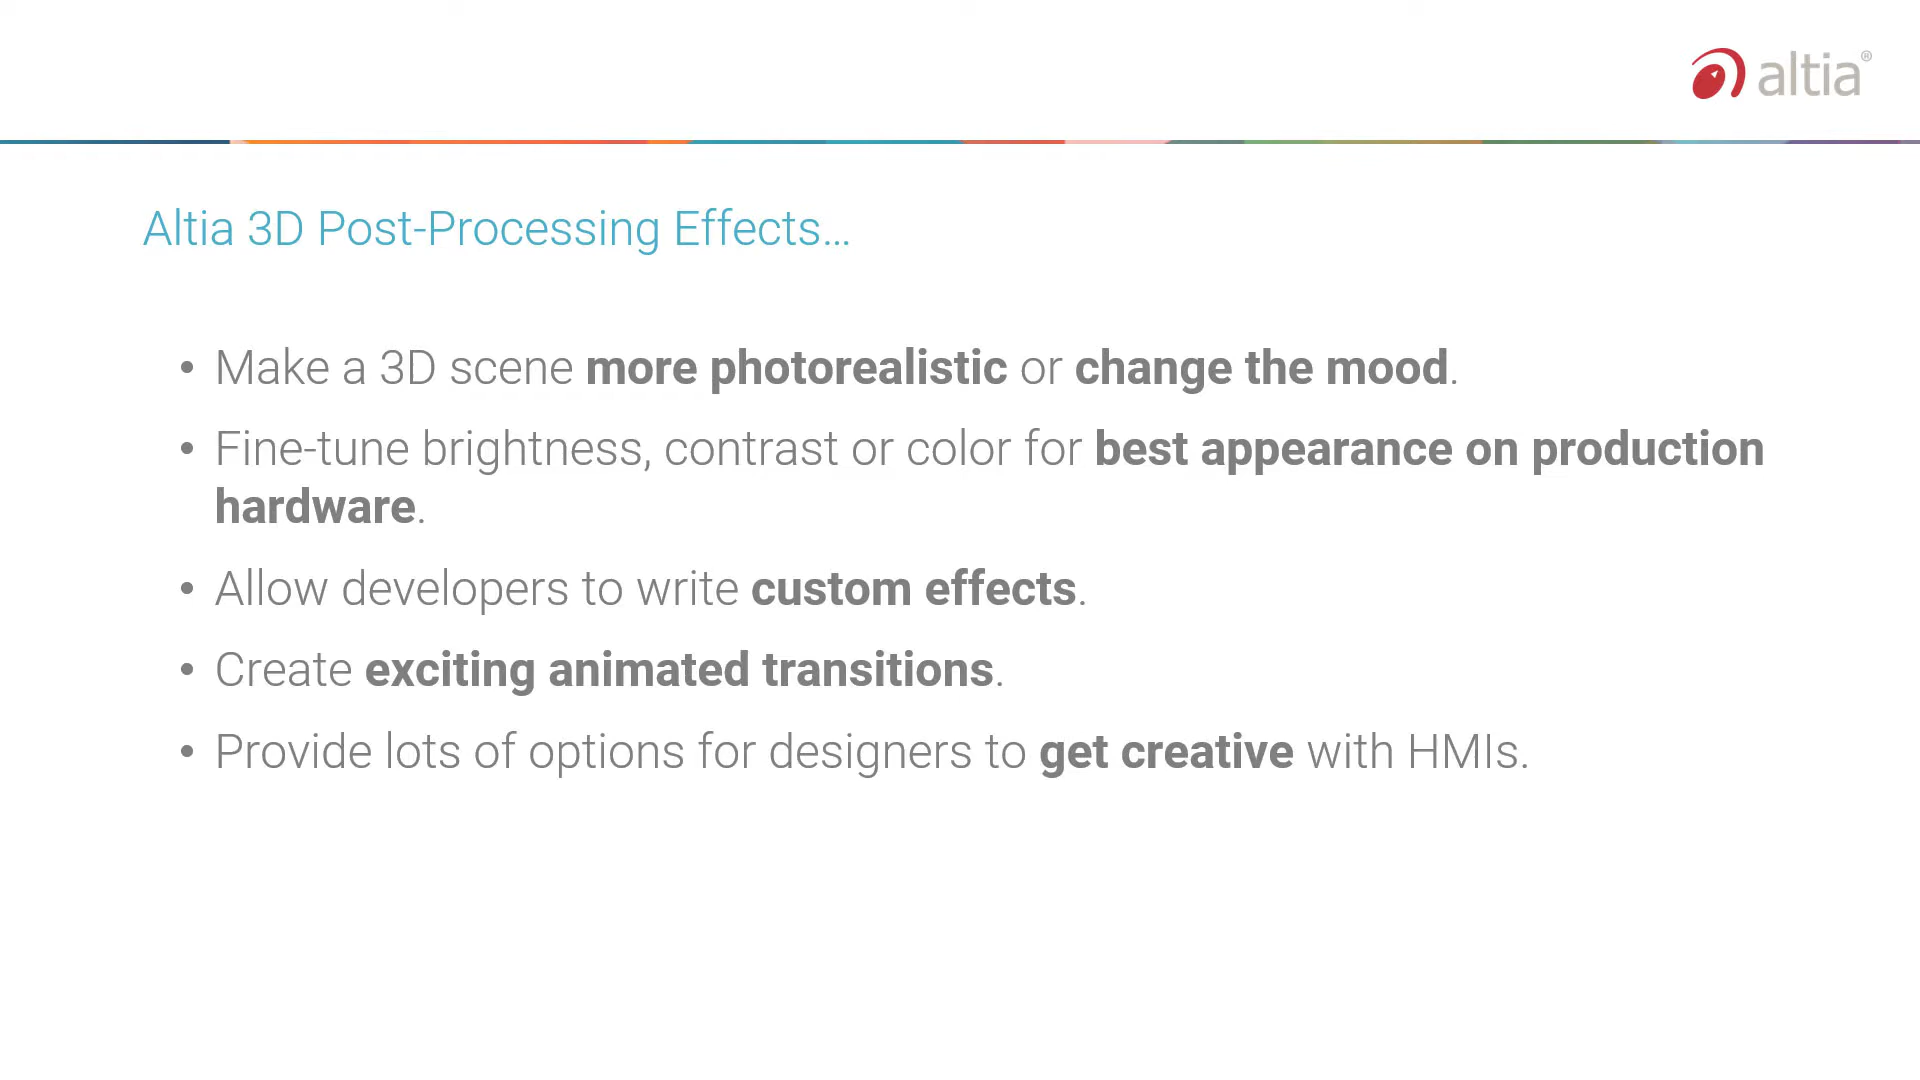 altia®
Altia 3D Post-Processing Effects…
• Make a 3D scene more photorealistic or change the mood.
• Fine-tune brightness, contrast or color for best appearance on production
hardware.
• Allow developers to write custom effects.
• Create exciting animated transitions.
• Provide lots of options for designers to get creative with HMIs.